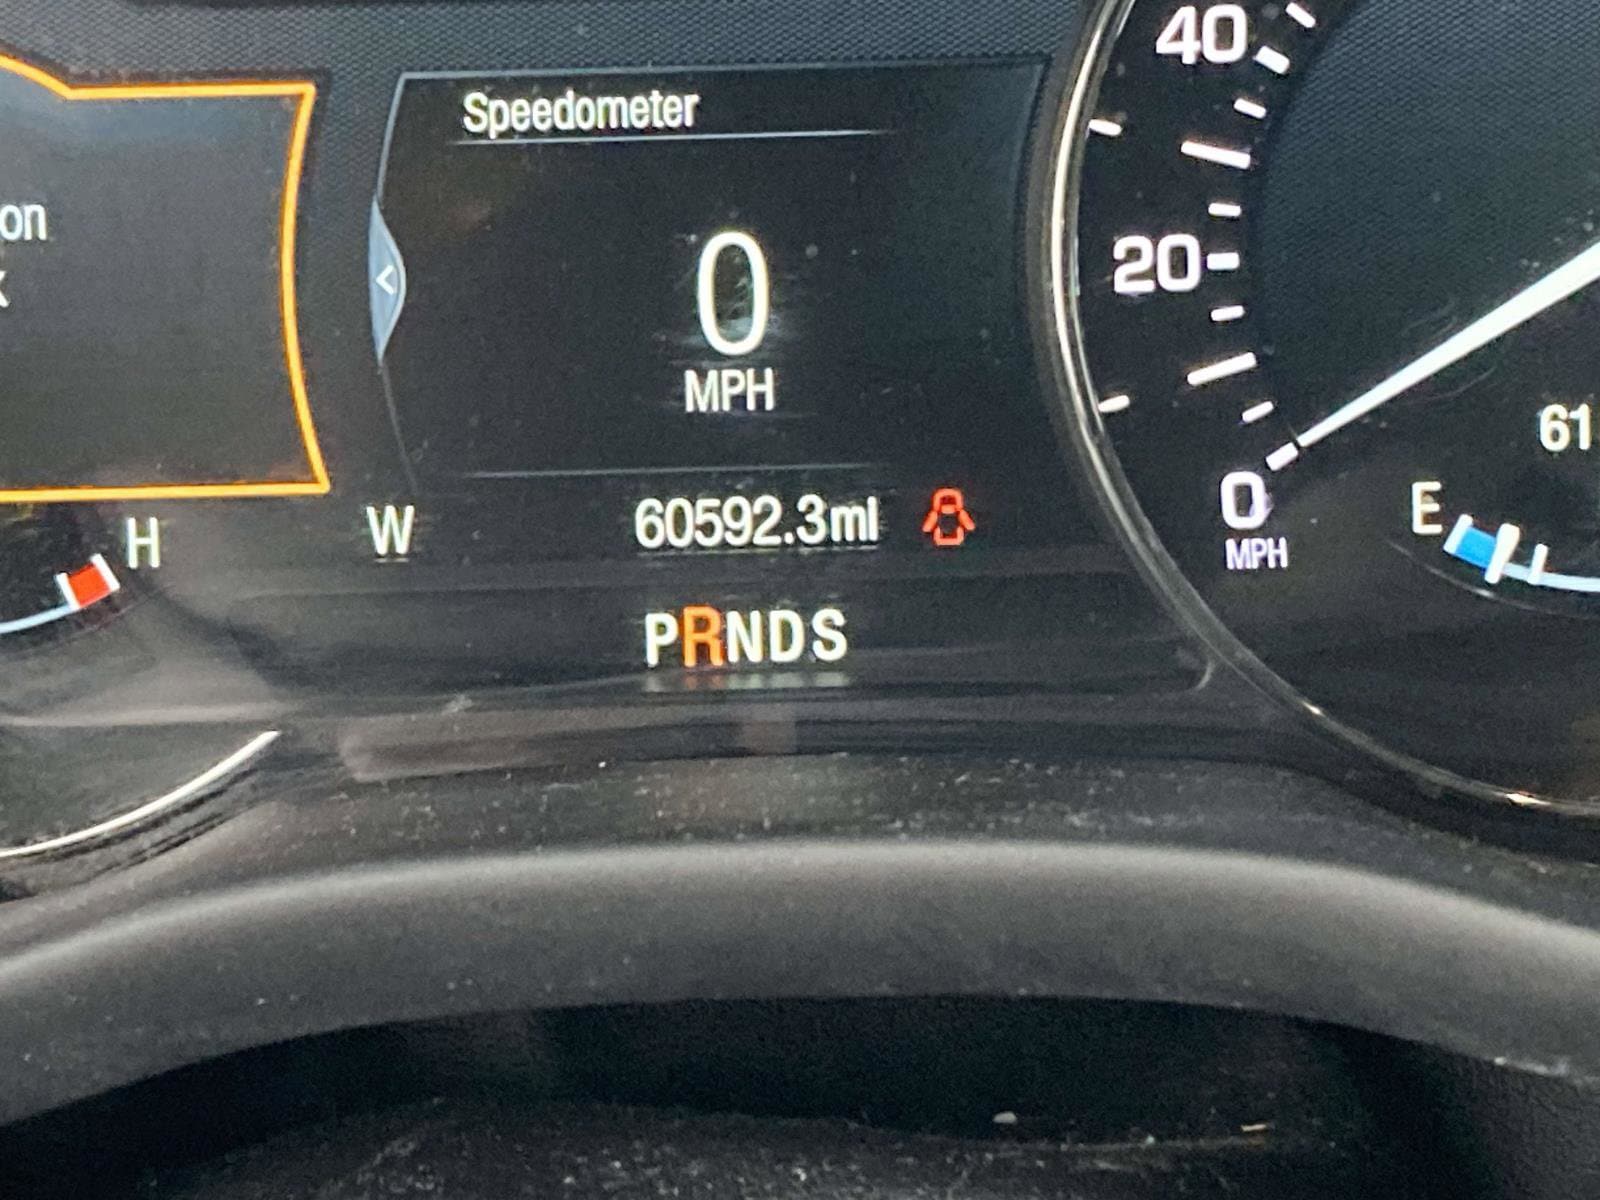 40
Speedometer
on
20
0
MPH
61
E
0
MPH
H
W
60592.3mi
PRNDS